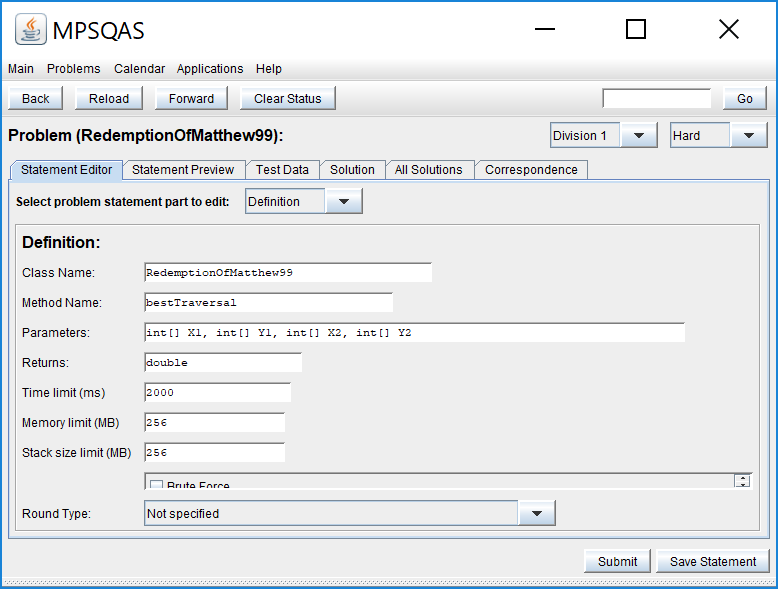 MPSQAS
Main Problems Calendar Applications Help
Back Reload Forward Clear Status Go
Problem (RedemptionOfMatthew99): Division 1 Hard
Statement Editor Statement Preview Test Data Solution All Solutions Correspondence
Select problem statement part to edit: Definition
Definition:
Class Name: RedemptionOfMatthew99
Method Name: bestTraversal
Parameters: int[] X1, int[] Y1, int[] X2, int[] Y2
Returns: double
Time limit (ms) 2000
Memory limit (MB) 256
Stack size limit (MB) 256
Brute Force
Round Type: Not specified
Submit Save Statement